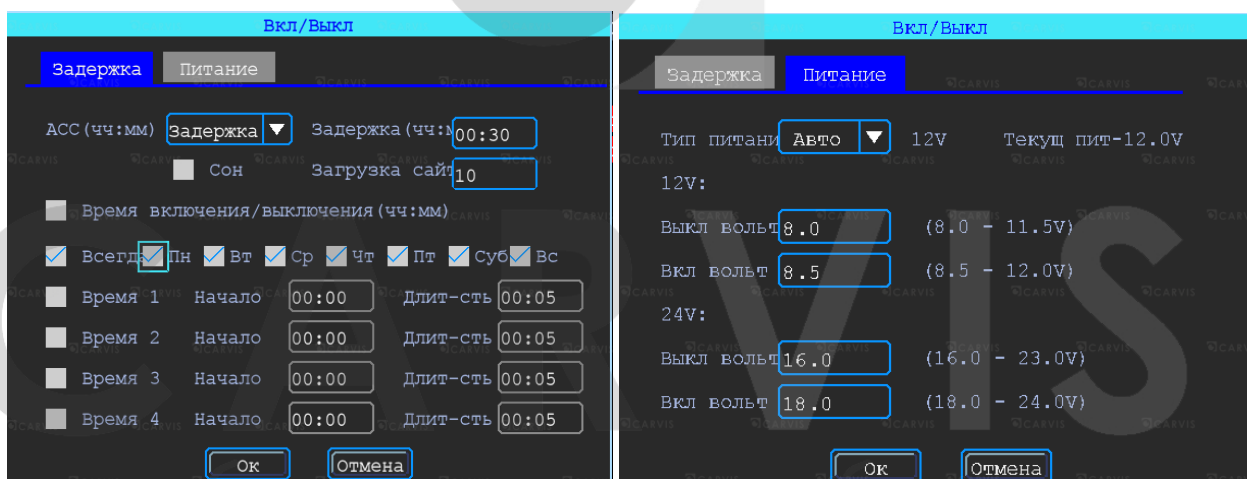 Вкл/Выкл
Задержка Питание
ACC(чч:мм) Задержка Задержка(чч: 00:30
Сон Загрузка сайт 10
Время включения/выключения(чч:мм)
Всегд Пн Вт Ср Чт Пт Суб Вс
Время 1 Начало 00:00 Длит-сть 00:05
Время 2 Начало 00:00 Длит-сть 00:05
Время 3 Начало 00:00 Длит-сть 00:05
Время 4 Начало 00:00 Длит-сть 00:05
Ок Отмена
Вкл/Выкл
Задержка Питание
Тип питани Авто 12V Текущ пит-12.0V
12V:
Выкл вольт 8.0 (8.0 - 11.5V)
Вкл вольт 8.5 (8.5 - 12.0V)
24V:
Выкл вольт 16.0 (16.0 - 23.0V)
Вкл вольт 18.0 (18.0 - 24.0V)
Ок Отмена
CARVIS